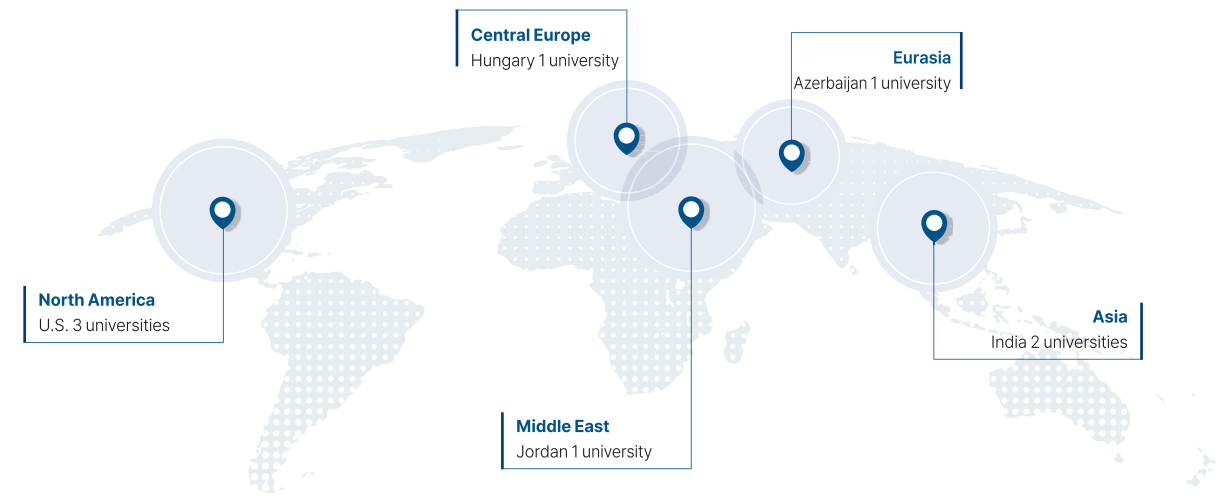 Central Europe
Hungary 1 university
Eurasia
Azerbaijan 1 university
North America
U.S. 3 universities
Asia
India 2 universities
Middle East
Jordan 1 university